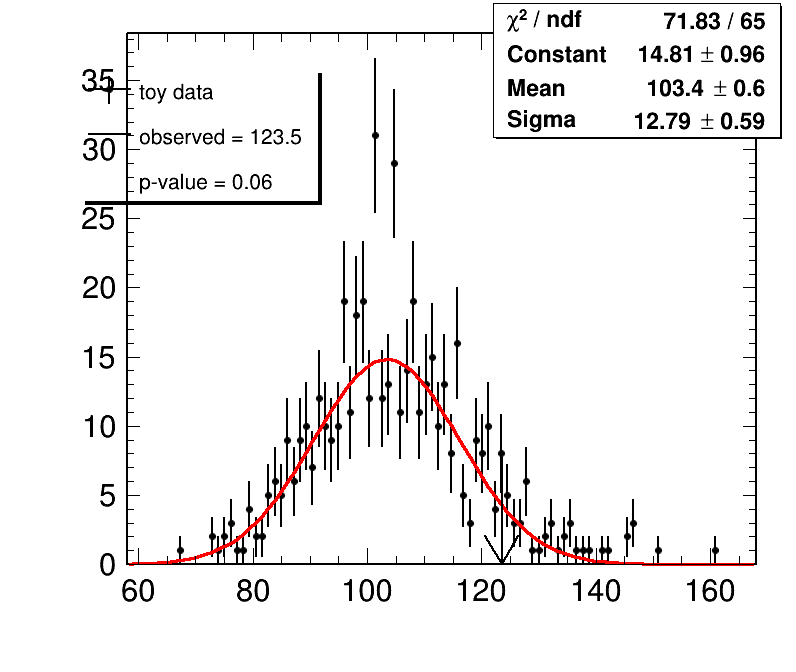 χ² / ndf 71.83 / 65
Constant 14.81 ± 0.96
Mean 103.4 ± 0.6
Sigma 12.79 ± 0.59
toy data
observed = 123.5
p-value = 0.06
35
30
25
20
15
10
5
0
60 80 100 120 140 160